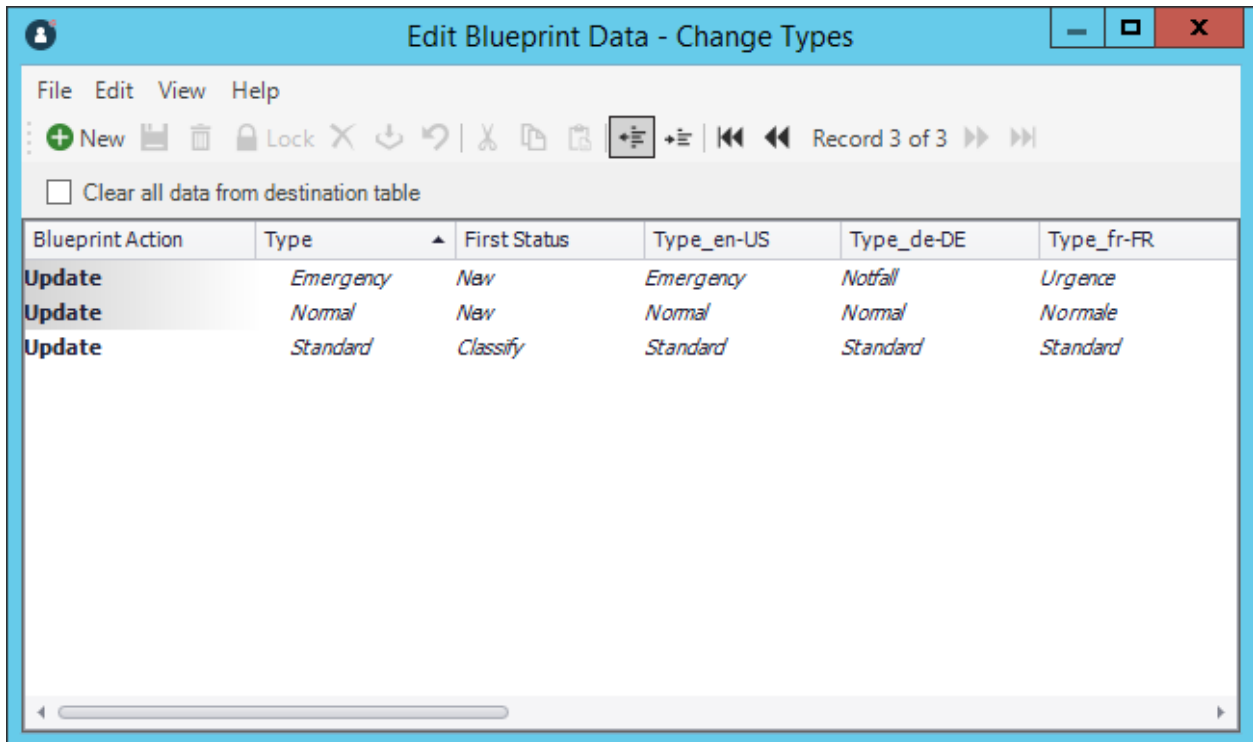 Edit Blueprint Data - Change Types
File Edit View Help
New Lock Record 3 of 3
Clear all data from destination table
Blueprint Action Type First Status Type_en-US Type_de-DE Type_fr-FR
Update Emergency New Emergency Notfall Urgence
Update Normal New Normal Normal Normale
Update Standard Classify Standard Standard Standard